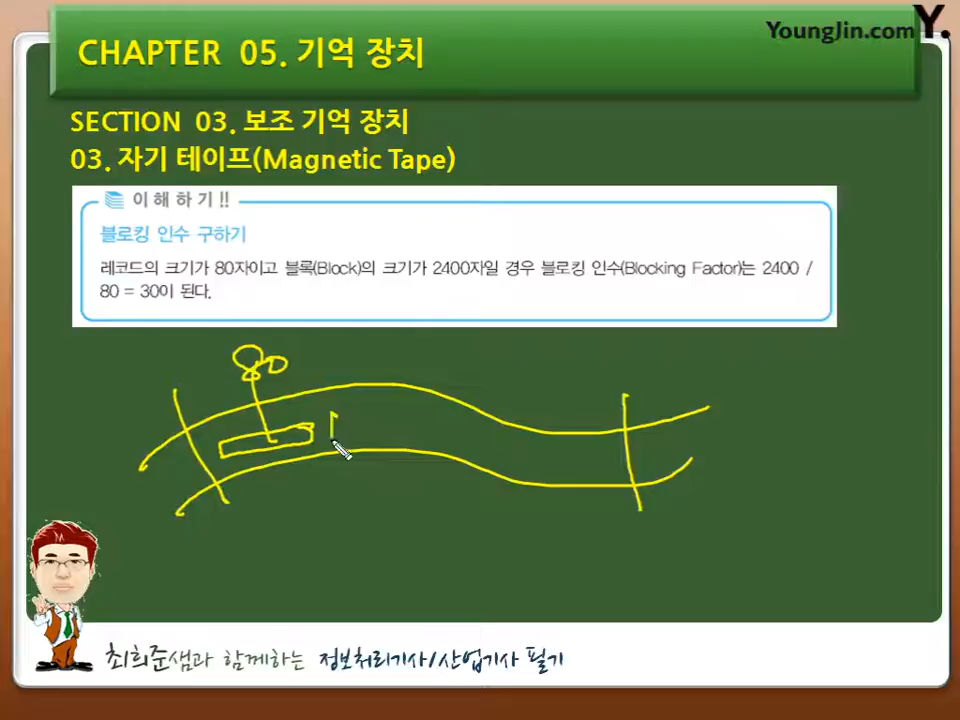 YoungJin.com Y.
CHAPTER 05. 기억 장치
SECTION 03. 보조 기억 장치
03. 자기 테이프(Magnetic Tape)
이해하기!!
블로킹 인수 구하기
레코드의 크기가 80자이고 블록(Block)의 크기가 2400자일 경우 블로킹 인수(Blocking Factor)는 2400 /
80 = 30이 된다.
80
최희준샘과 함께하는 정보처리기사/산업기사 필기